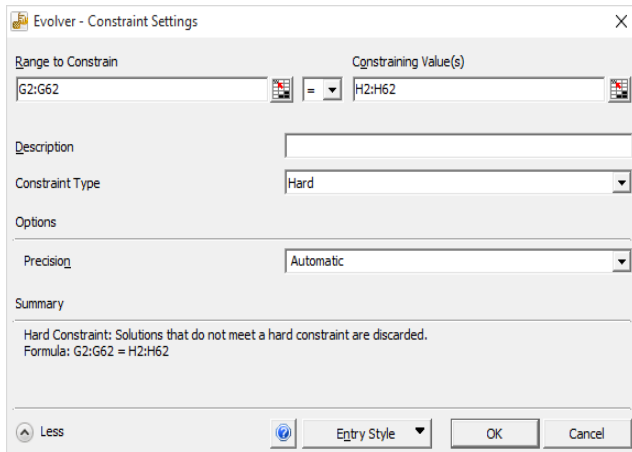 Evolver - Constraint Settings
Range to Constrain Constraining Value(s)
G2:G62 = H2:H62
Description
Constraint Type Hard
Options
Precision Automatic
Summary
Hard Constraint: Solutions that do not meet a hard constraint are discarded.
Formula: G2:G62 = H2:H62
Less Entry Style OK Cancel